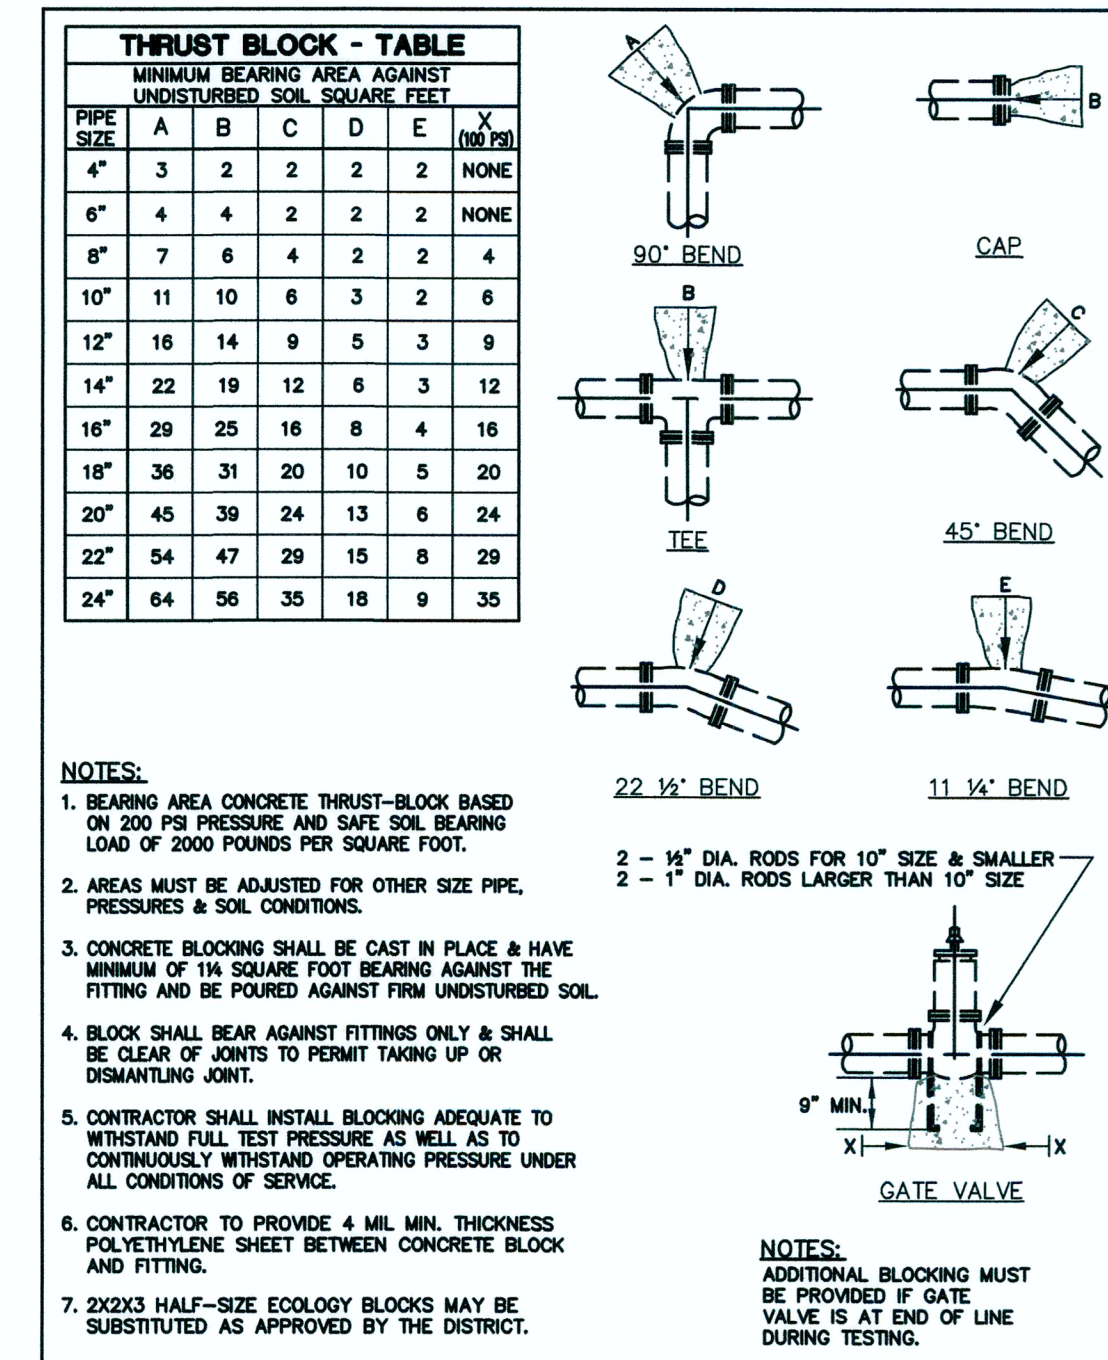 THRUST BLOCK - TABLE
MINIMUM BEARING AREA AGAINST
UNDISTURBED SOIL SQUARE FEET
PIPE SIZE A B C D E X (100 PSI)
4" 3 2 2 2 2 NONE
6" 4 4 2 2 2 NONE
8" 7 6 4 2 2 4
10" 11 10 6 3 2 6
12" 16 14 9 5 3 9
14" 22 19 12 6 3 12
16" 29 25 16 8 4 16
18" 36 31 20 10 5 20
20" 45 39 24 13 6 24
22" 54 47 29 15 8 29
24" 64 56 35 18 9 35
A
90° BEND
B
CAP
B
TEE
C
45° BEND
D
22 ½° BEND
E
11 ¼° BEND
NOTES:
1. BEARING AREA CONCRETE THRUST-BLOCK BASED
ON 200 PSI PRESSURE AND SAFE SOIL BEARING
LOAD OF 2000 POUNDS PER SQUARE FOOT.
2. AREAS MUST BE ADJUSTED FOR OTHER SIZE PIPE,
PRESSURES & SOIL CONDITIONS.
3. CONCRETE BLOCKING SHALL BE CAST IN PLACE & HAVE
MINIMUM OF 1¼ SQUARE FOOT BEARING AGAINST THE
FITTING AND BE POURED AGAINST FIRM UNDISTURBED SOIL.
4. BLOCK SHALL BEAR AGAINST FITTINGS ONLY & SHALL
BE CLEAR OF JOINTS TO PERMIT TAKING UP OR
DISMANTLING JOINT.
5. CONTRACTOR SHALL INSTALL BLOCKING ADEQUATE TO
WITHSTAND FULL TEST PRESSURE AS WELL AS TO
CONTINUOUSLY WITHSTAND OPERATING PRESSURE UNDER
ALL CONDITIONS OF SERVICE.
6. CONTRACTOR TO PROVIDE 4 MIL MIN. THICKNESS
POLYETHYLENE SHEET BETWEEN CONCRETE BLOCK
AND FITTING.
7. 2X2X3 HALF-SIZE ECOLOGY BLOCKS MAY BE
SUBSTITUTED AS APPROVED BY THE DISTRICT.
2 - ½" DIA. RODS FOR 10" SIZE & SMALLER
2 - 1" DIA. RODS LARGER THAN 10" SIZE
9" MIN.
X X
GATE VALVE
NOTES:
ADDITIONAL BLOCKING MUST
BE PROVIDED IF GATE
VALVE IS AT END OF LINE
DURING TESTING.